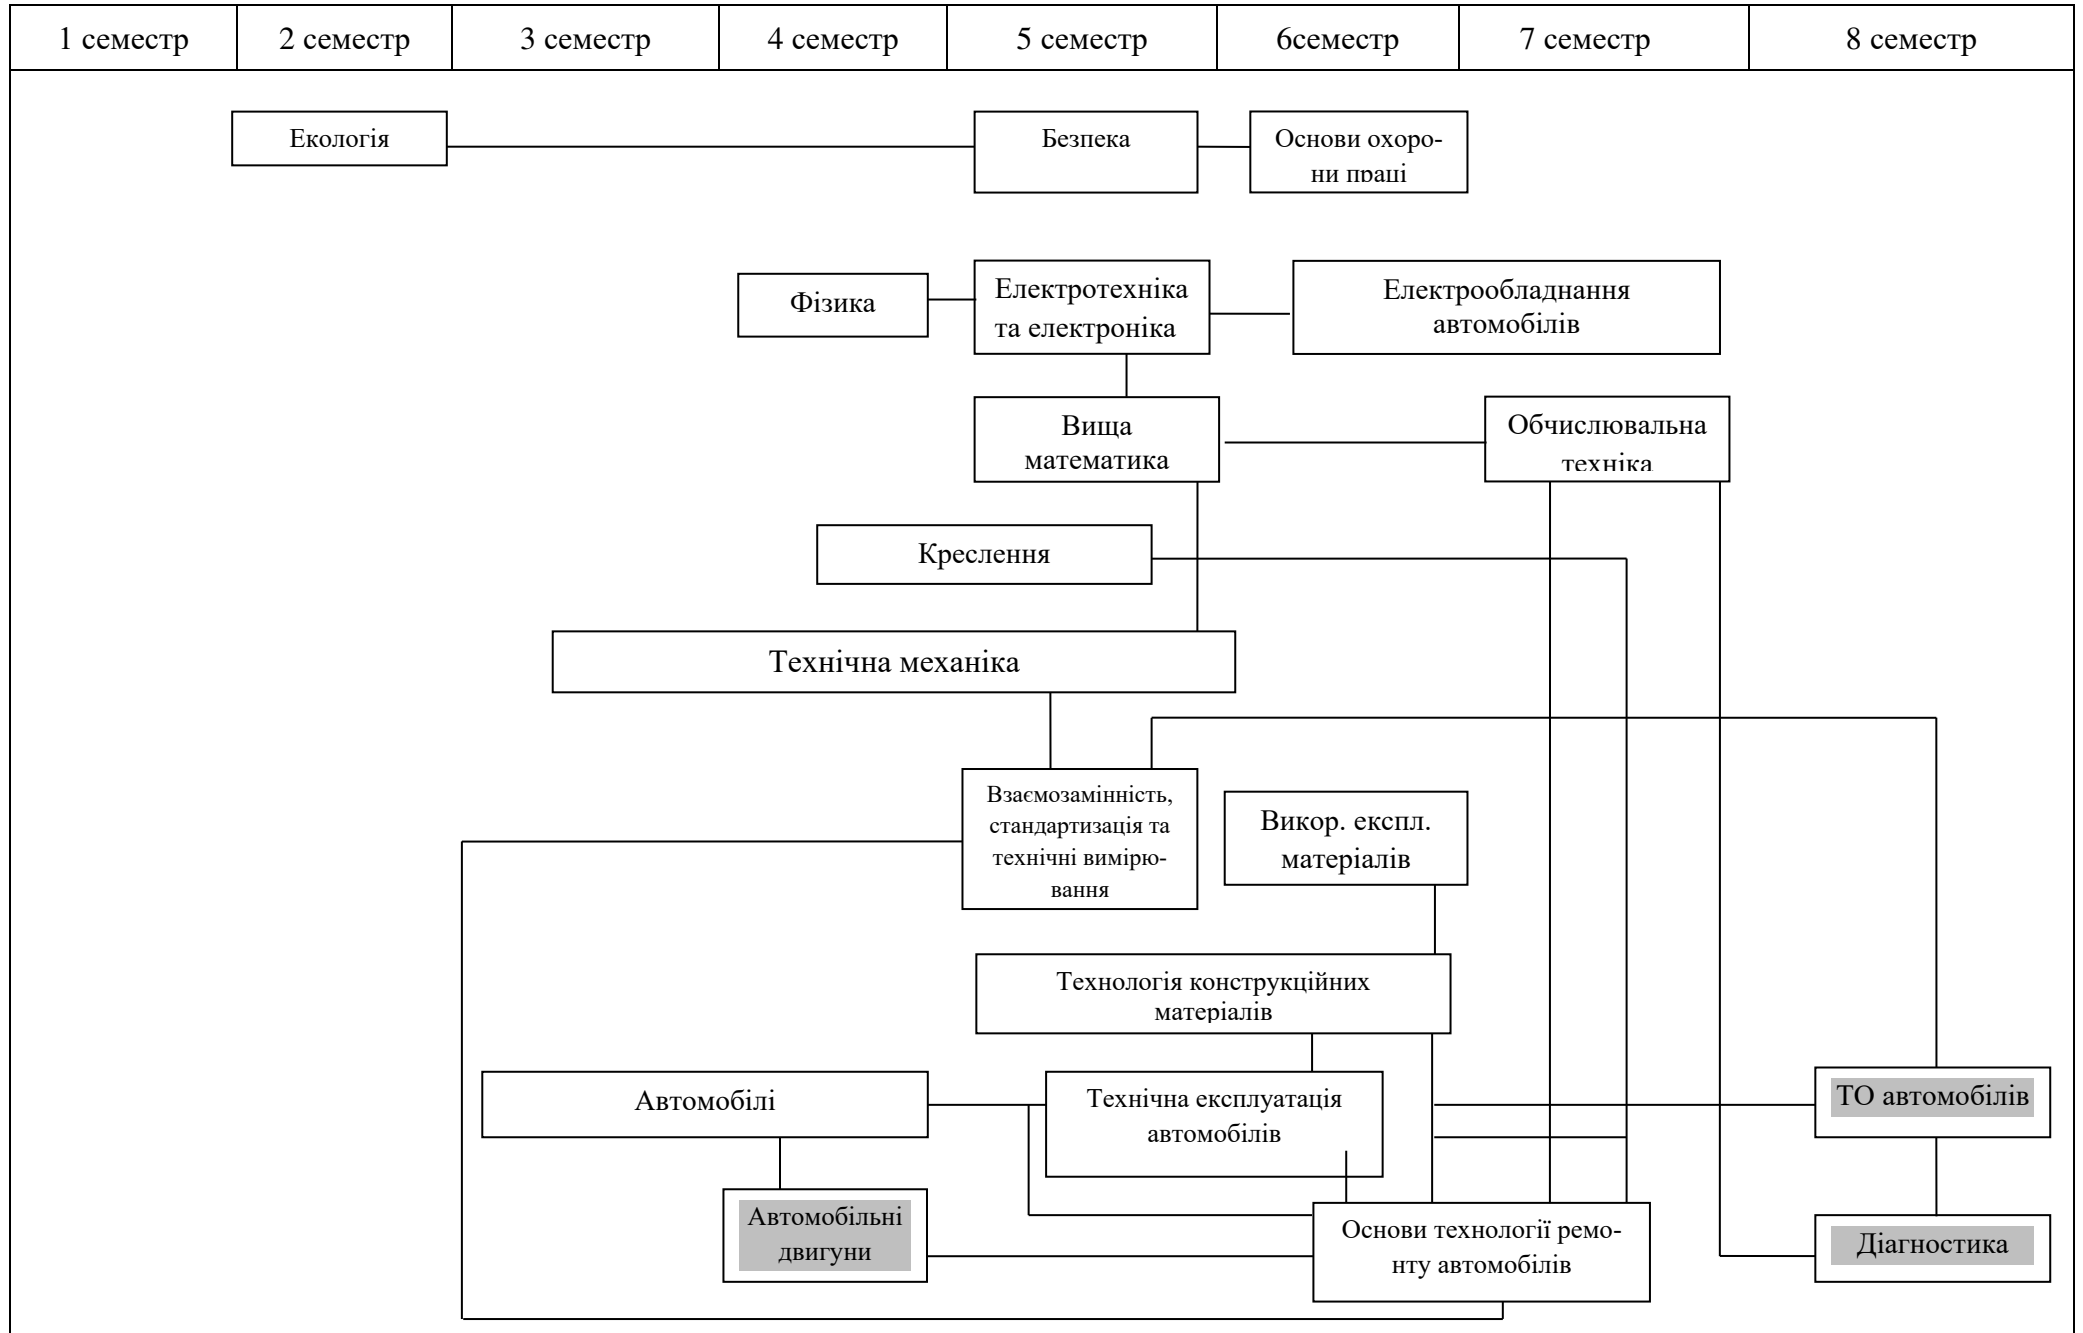 1 семестр
2 семестр
3 семестр
4 семестр
5 семестр
6семестр
7 семестр
8 семестр
Екологія
Безпека
Основи охоро-
ни праці
Фізика
Електротехніка
та електроніка
Електрообладнання
автомобілів
Вища
математика
Обчислювальна
техніка
Креслення
Технічна механіка
Взаємозамінність,
стандартизація та
технічні вимірю-
вання
Викор. експл.
матеріалів
Технологія конструкційних
матеріалів
Автомобілі
Технічна експлуатація
автомобілів
ТО автомобілів
Автомобільні
двигуни
Основи технології ремо-
нту автомобілів
Діагностика